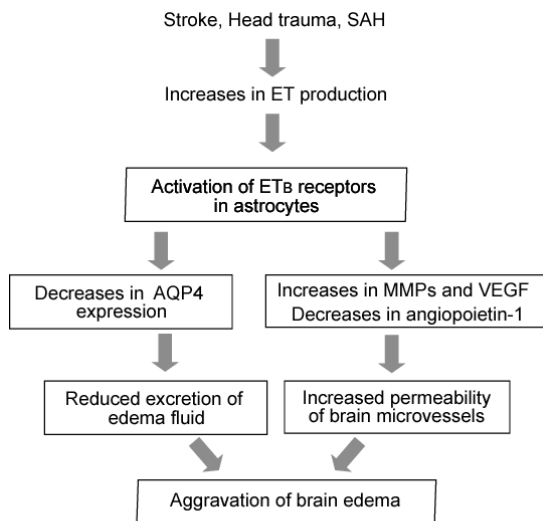 Stroke, Head trauma, SAH
Increases in ET production
Activation of ETB receptors
in astrocytes
Decreases in AQP4
expression
Increases in MMPs and VEGF
Decreases in angiopoietin-1
Reduced excretion of
edema fluid
Increased permeability
of brain microvessels
Aggravation of brain edema